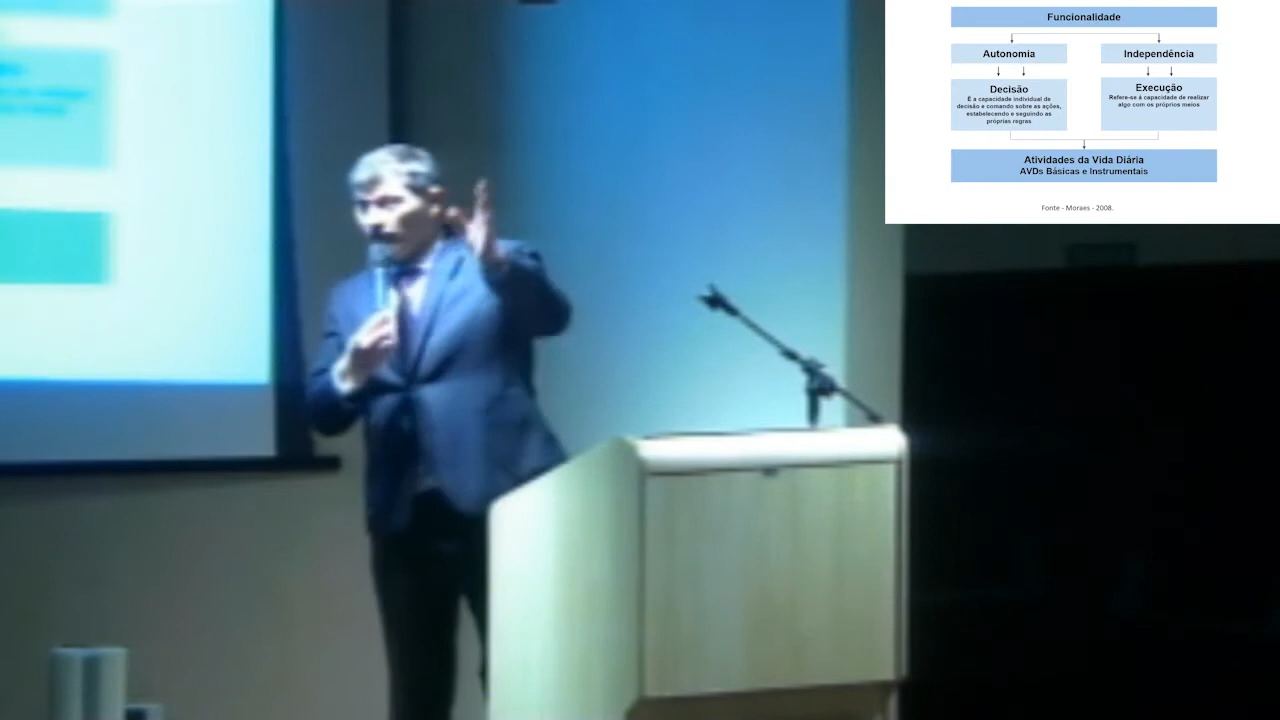 Funcionalidade
Autonomia
Independência
Decisão
É a capacidade individual de
decisão e comando sobre as ações,
estabelecendo e seguindo as
próprias regras
Execução
Refere-se á capacidade de realizar
algo com os próprios meios
Atividades da Vida Diária
AVDs Básicas e Instrumentais
Fonte - Moraes - 2008.